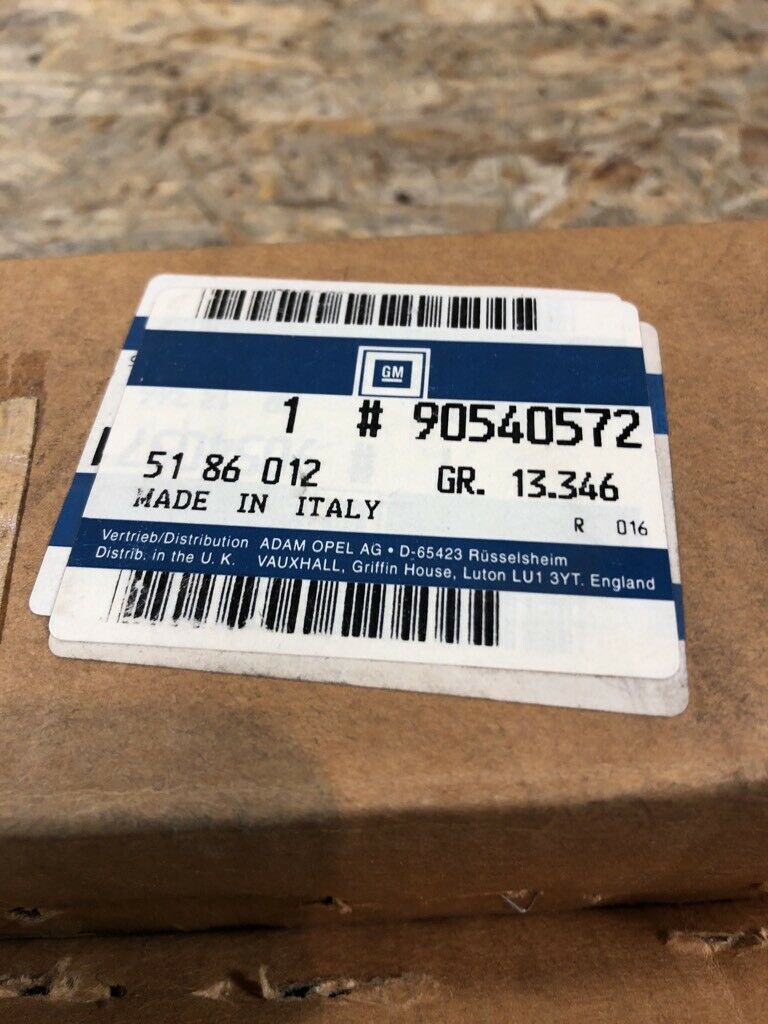 GM
1 # 90540572
51 86 012 GR. 13.346
MADE IN ITALY R 016
Vertrieb/Distribution ADAM OPEL AG • D-65423 Rüsselsheim
Distrib. in the U. K. VAUXHALL, Griffin House, Luton LU1 3YT. England